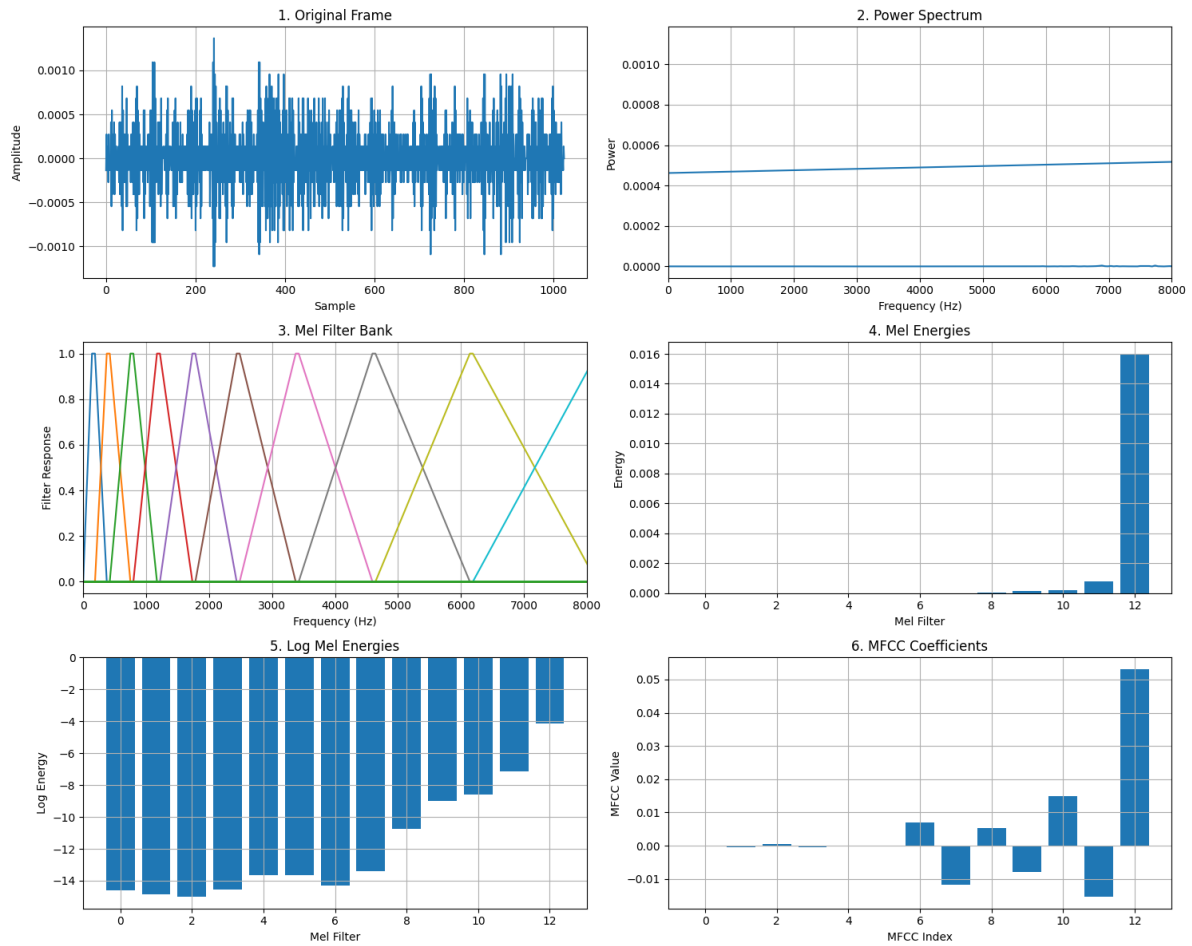 1. Original Frame
Amplitude
0.0010
0.0005
0.0000
−0.0005
−0.0010
0 200 400 600 800 1000
Sample
2. Power Spectrum
Power
0.0010
0.0008
0.0006
0.0004
0.0002
0.0000
0 1000 2000 3000 4000 5000 6000 7000 8000
Frequency (Hz)
3. Mel Filter Bank
Filter Response
1.0
0.8
0.6
0.4
0.2
0.0
0 1000 2000 3000 4000 5000 6000 7000 8000
Frequency (Hz)
4. Mel Energies
Energy
0.016
0.014
0.012
0.010
0.008
0.006
0.004
0.002
0.000
0 2 4 6 8 10 12
Mel Filter
5. Log Mel Energies
Log Energy
0
−2
−4
−6
−8
−10
−12
−14
0 2 4 6 8 10 12
Mel Filter
6. MFCC Coefficients
MFCC Value
0.05
0.04
0.03
0.02
0.01
0.00
−0.01
0 2 4 6 8 10 12
MFCC Index